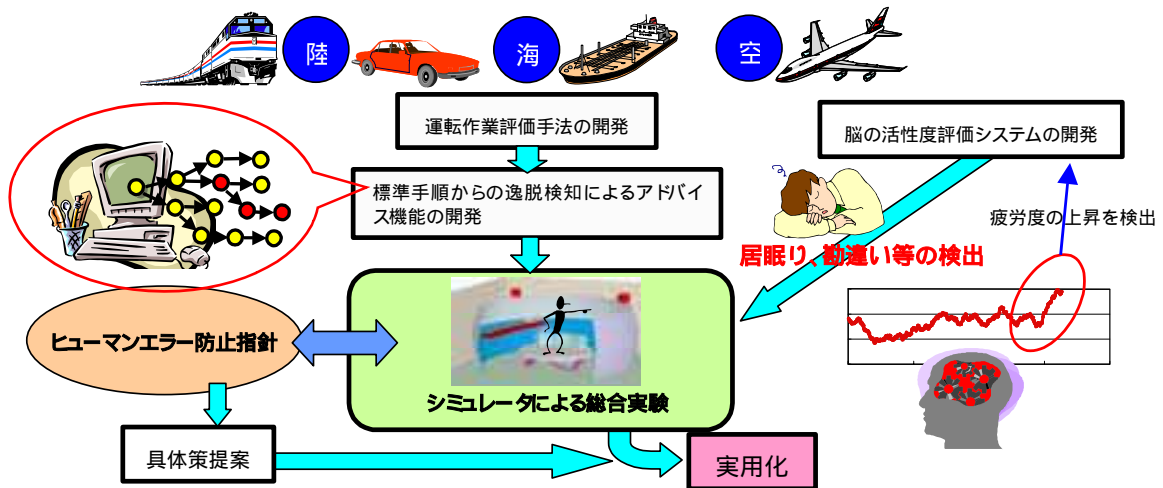 陸
海
空
運転作業評価手法の開発
脳の活性度評価システムの開発
標準手順からの逸脱検知によるアドバイ
ス機能の開発
疲労度の上昇を検出
居眠り、勘違い等の検出
ヒューマンエラー防止指針
シミュレータによる総合実験
具体策提案
実用化